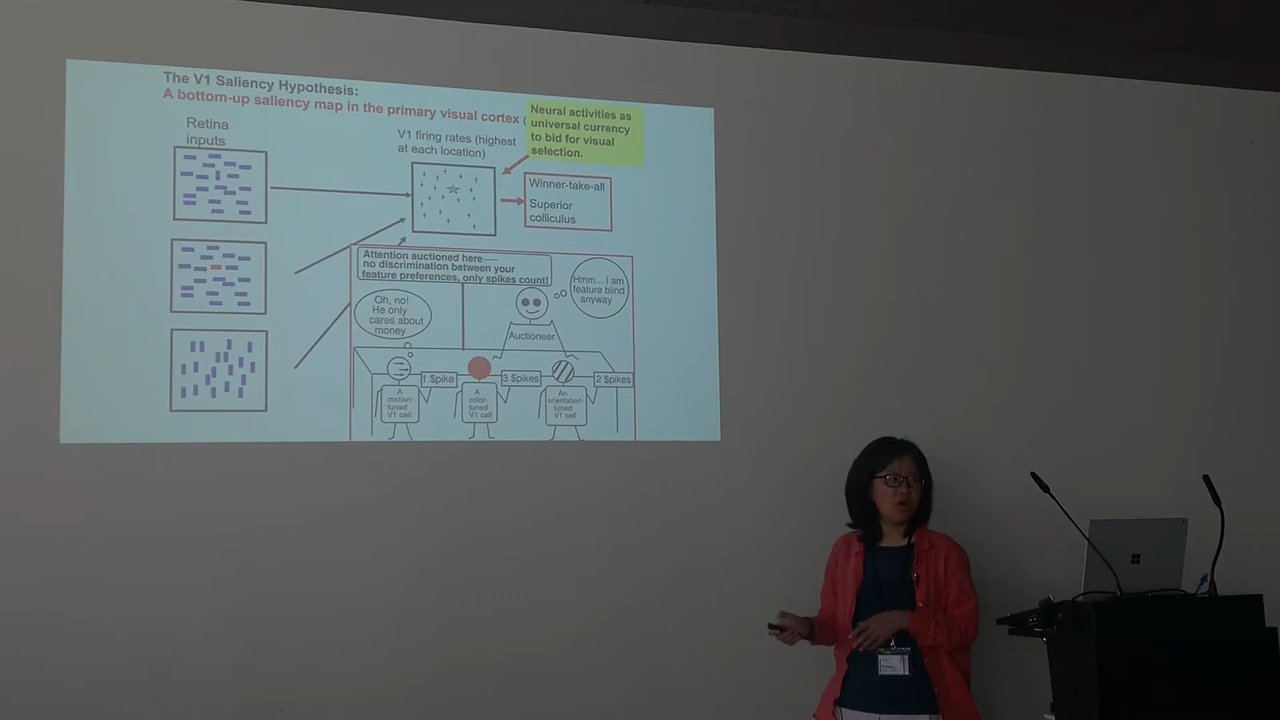 The V1 Saliency Hypothesis:
A bottom-up saliency map in the primary visual cortex (
Neural activities as
universal currency
to bid for visual
selection.
Retina
inputs
V1 firing rates (highest
at each location)
Winner-take-all
Superior
colliculus
Attention auctioned here—
no discrimination between your
feature preferences, only spikes count!
Hmm... I am
feature blind
anyway
Oh, no!
He only
cares about
money
Auctioneer
1 $pike
3 $pikes
2 $pikes
A
motion-
tuned
V1 cell
A
color-
tuned
V1 cell
An
orientation-
tuned
V1 cell